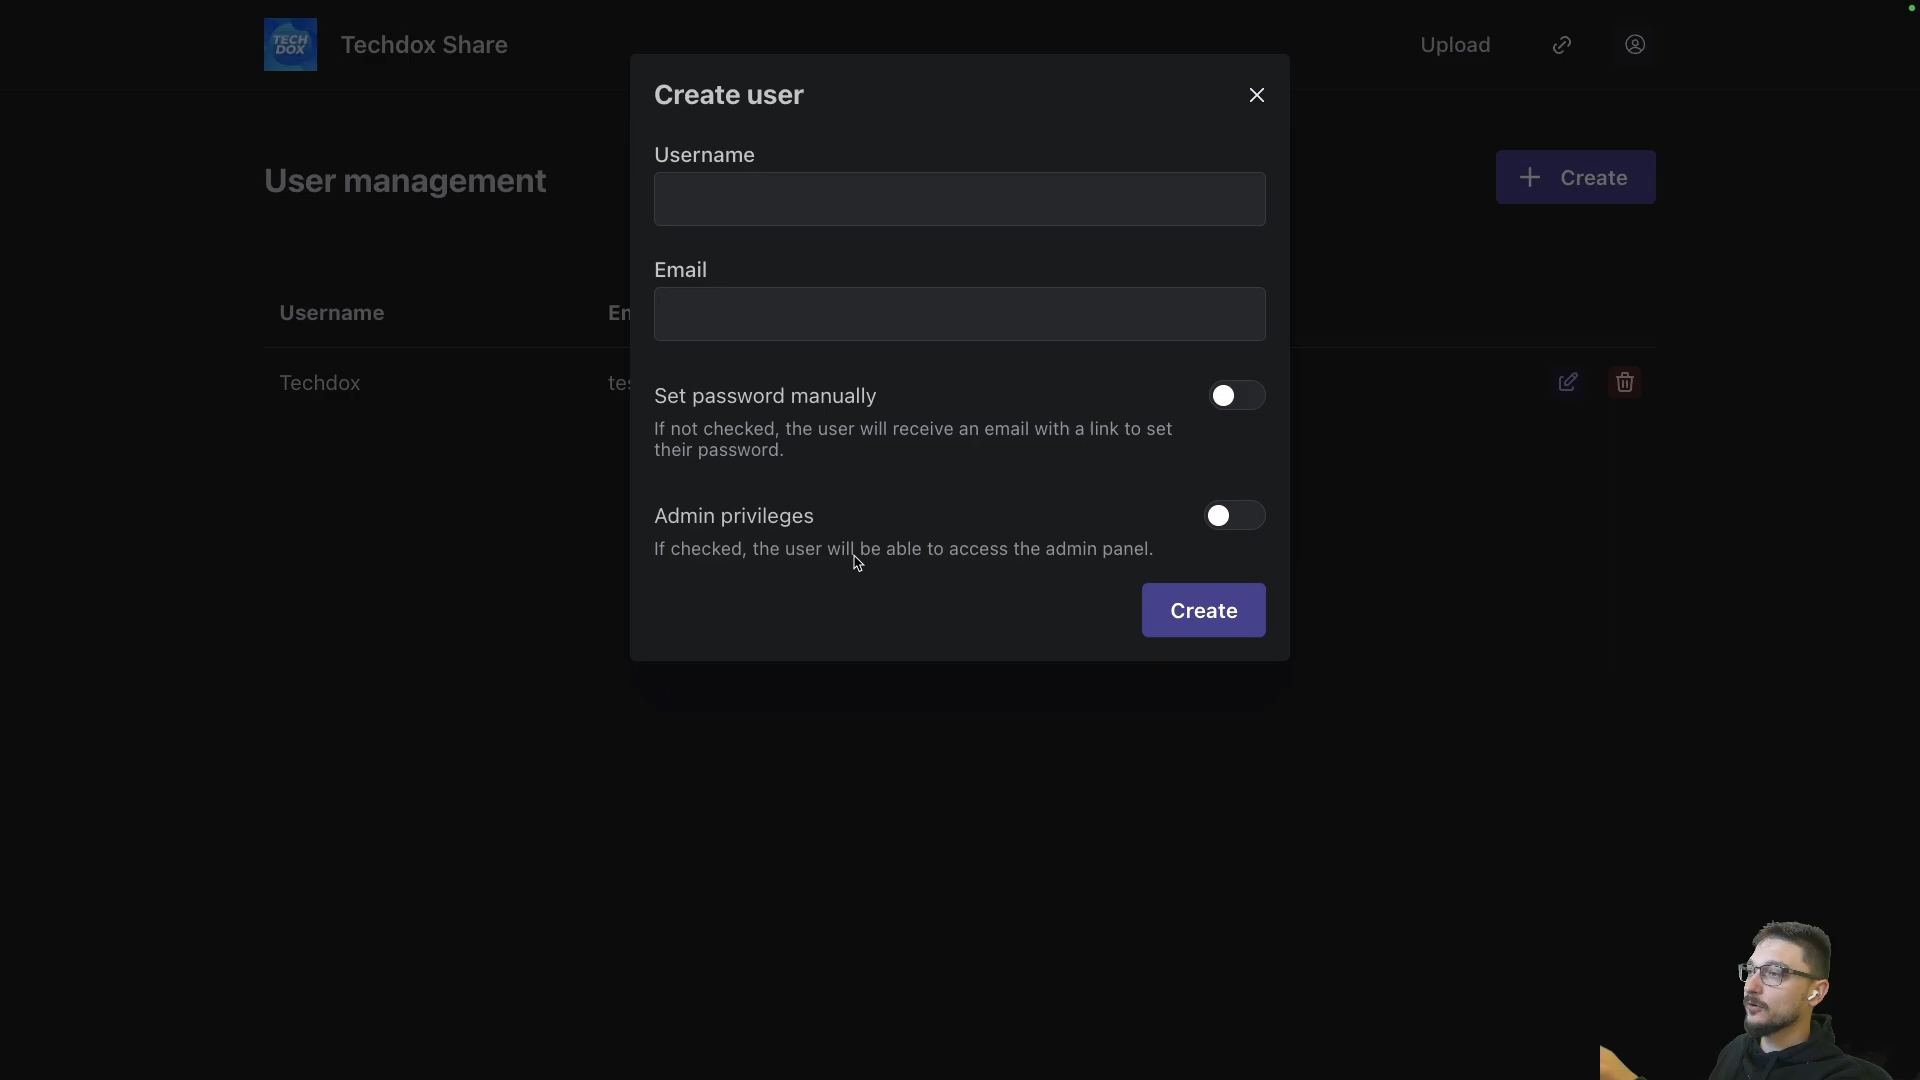 TECH
DOX
Techdox Share
Upload
Create user
Username
User management
Create
Email
Username
Techdox
Set password manually
If not checked, the user will receive an email with a link to set
their password.
Admin privileges
If checked, the user will be able to access the admin panel.
Create